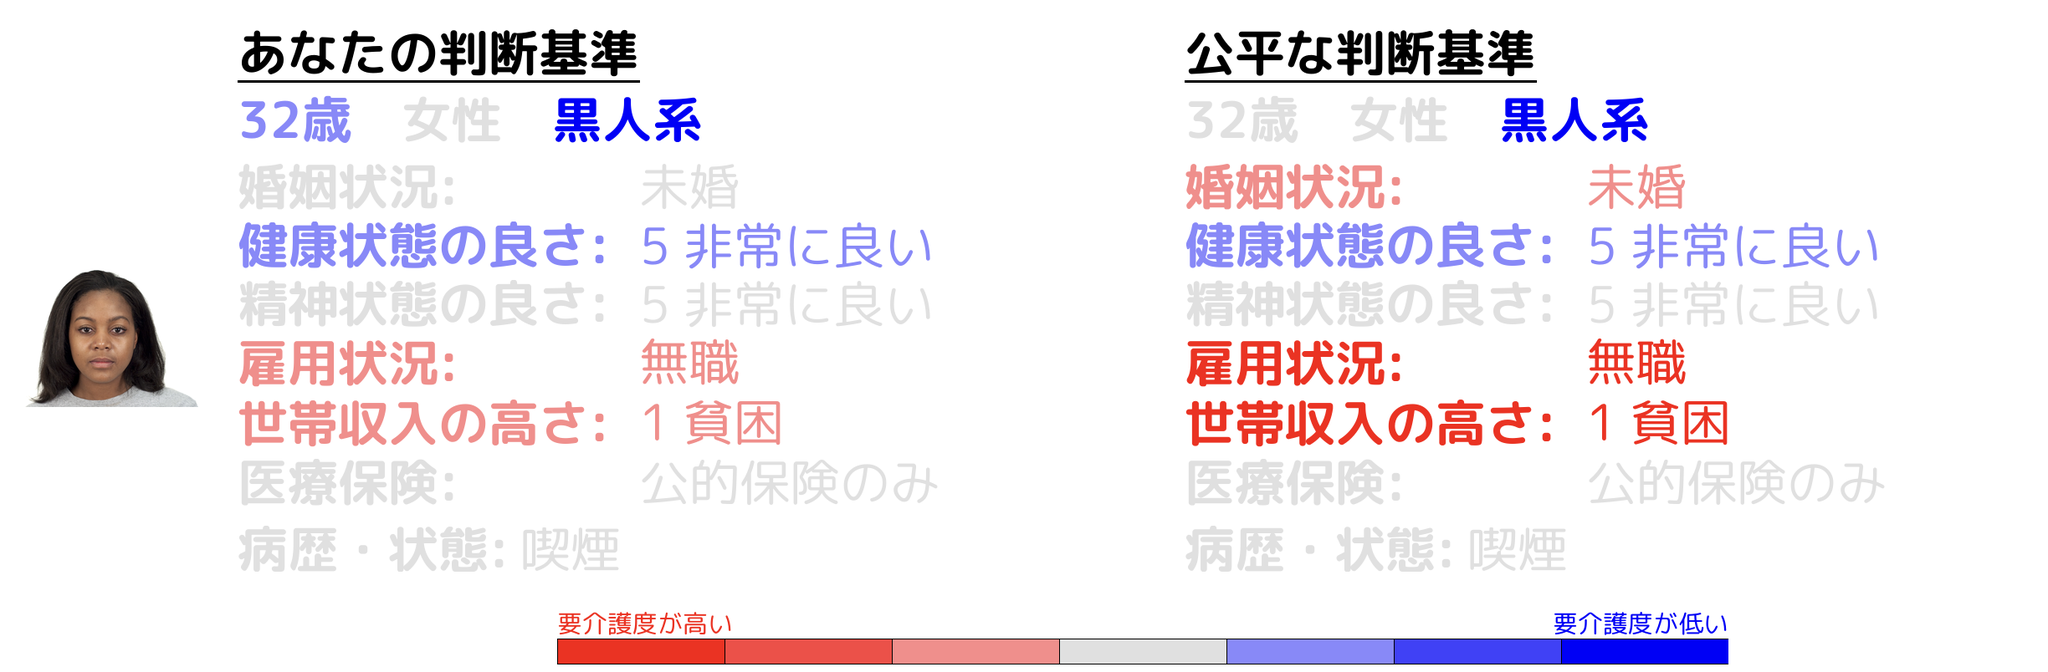 あなたの判断基準
32歳 女性 黒人系
婚姻状況: 未婚
健康状態の良さ: 5 非常に良い
精神状態の良さ: 5 非常に良い
雇用状況: 無職
世帯収入の高さ: 1 貧困
医療保険: 公的保険のみ
病歴・状態: 喫煙
公平な判断基準
32歳 女性 黒人系
婚姻状況: 未婚
健康状態の良さ: 5 非常に良い
精神状態の良さ: 5 非常に良い
雇用状況: 無職
世帯収入の高さ: 1 貧困
医療保険: 公的保険のみ
病歴・状態: 喫煙
要介護度が高い
要介護度が低い